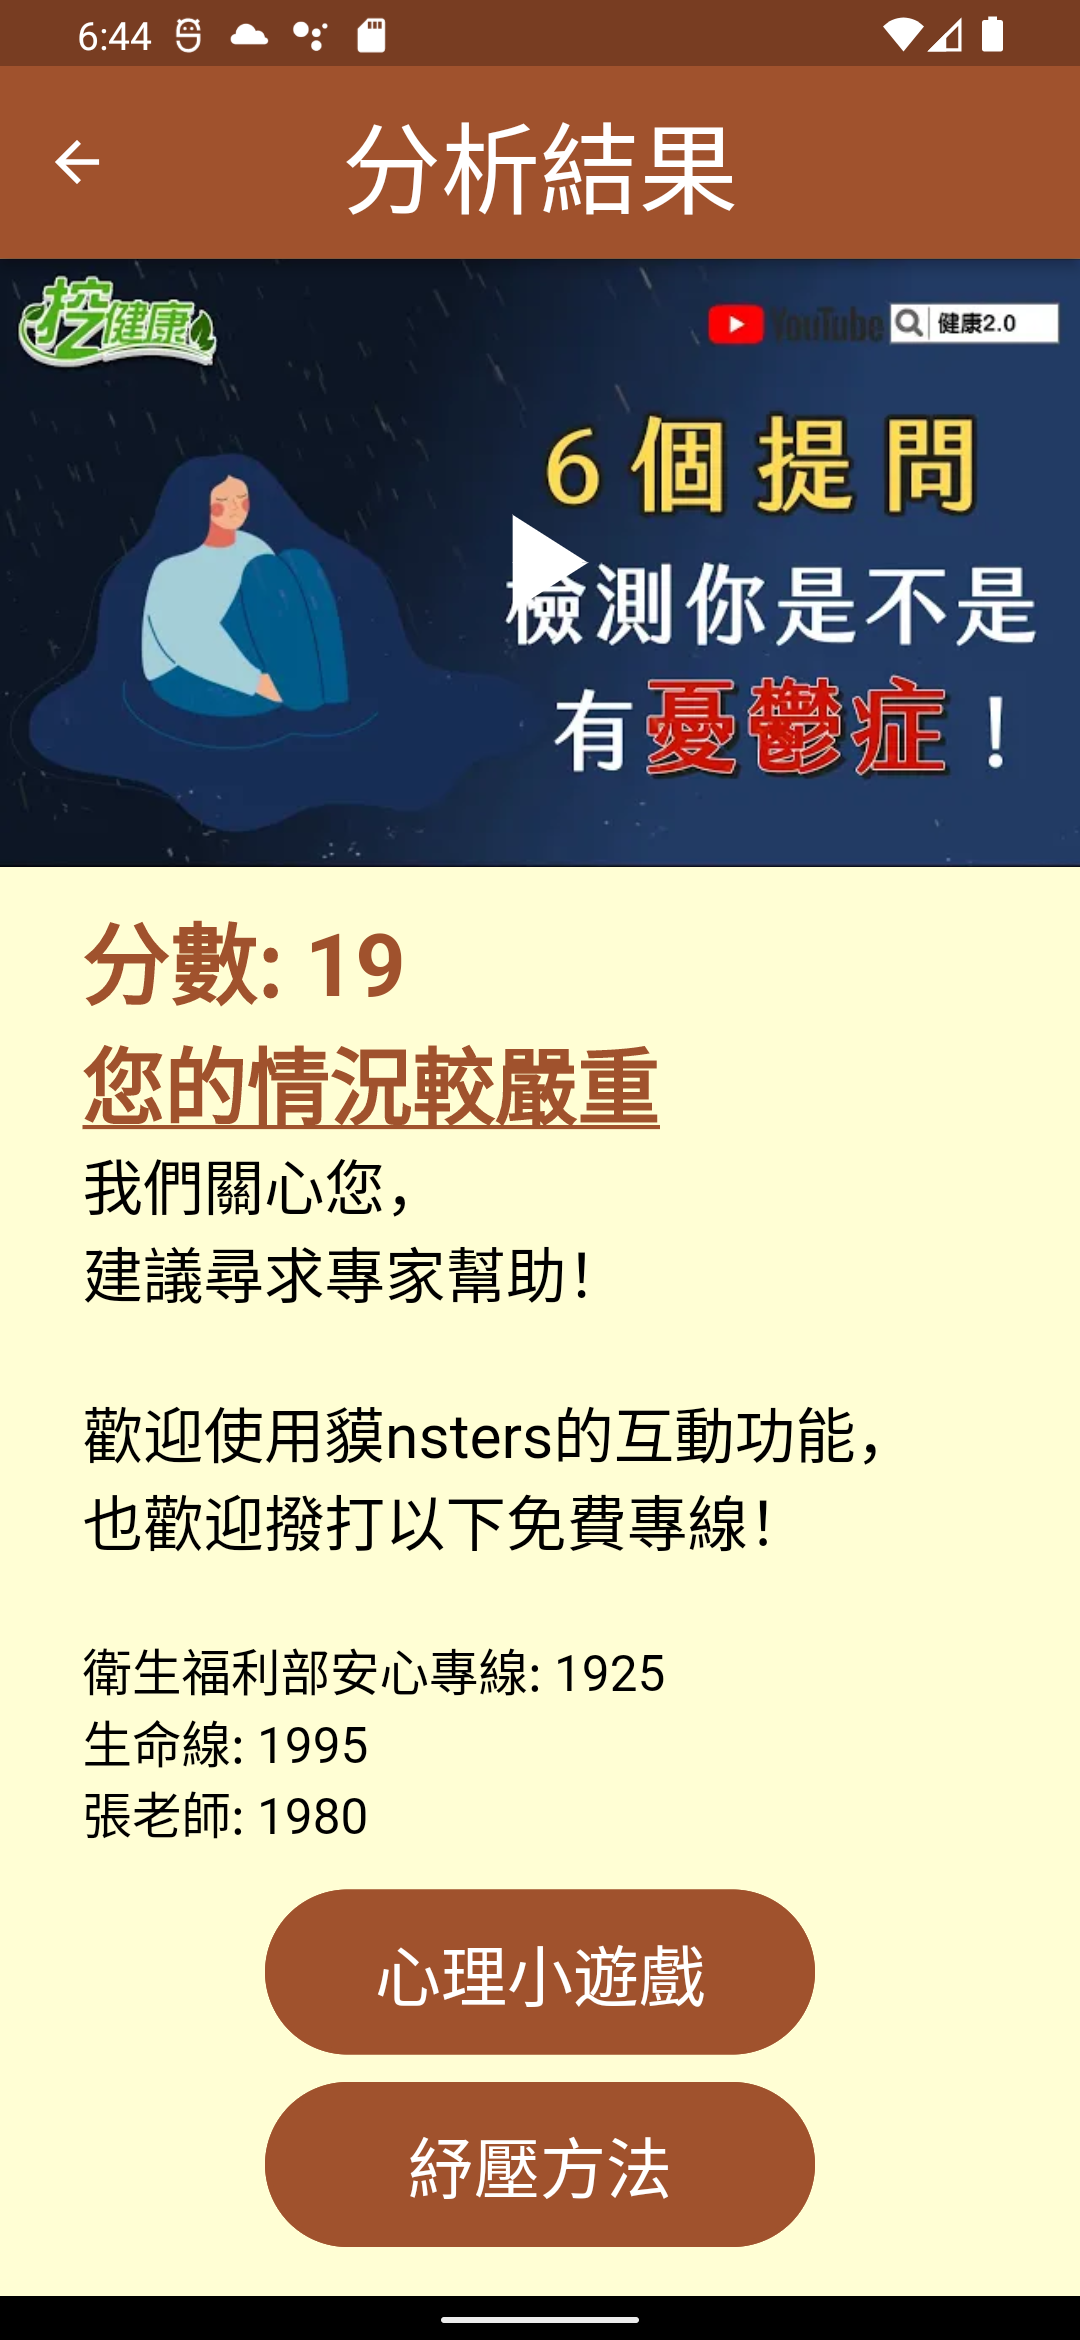 6:44
分析結果
挖健康
YouTube 健康2.0
6個提問
檢測你是不是
有憂鬱症！
分數: 19
您的情況較嚴重
我們關心您，
建議尋求專家幫助！
歡迎使用貘nsters的互動功能，
也歡迎撥打以下免費專線！
衛生福利部安心專線: 1925
生命線: 1995
張老師: 1980
心理小遊戲
紓壓方法